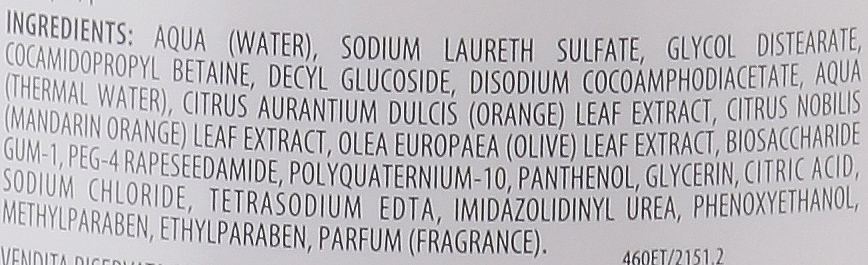 INGREDIENTS: AQUA (WATER), SODIUM LAURETH SULFATE, GLYCOL DISTEARATE,
COCAMIDOPROPYL BETAINE, DECYL GLUCOSIDE, DISODIUM COCOAMPHODIACETATE, AQUA
(THERMAL WATER), CITRUS AURANTIUM DULCIS (ORANGE) LEAF EXTRACT, CITRUS NOBILIS
(MANDARIN ORANGE) LEAF EXTRACT, OLEA EUROPAEA (OLIVE) LEAF EXTRACT, BIOSACCHARIDE
GUM-1, PEG-4 RAPESEEDAMIDE, POLYQUATERNIUM-10, PANTHENOL, GLYCERIN, CITRIC ACID,
SODIUM CHLORIDE, TETRASODIUM EDTA, IMIDAZOLIDINYL UREA, PHENOXYETHANOL,
METHYLPARABEN, ETHYLPARABEN, PARFUM (FRAGRANCE).
VENDITA
460ET/2151.2